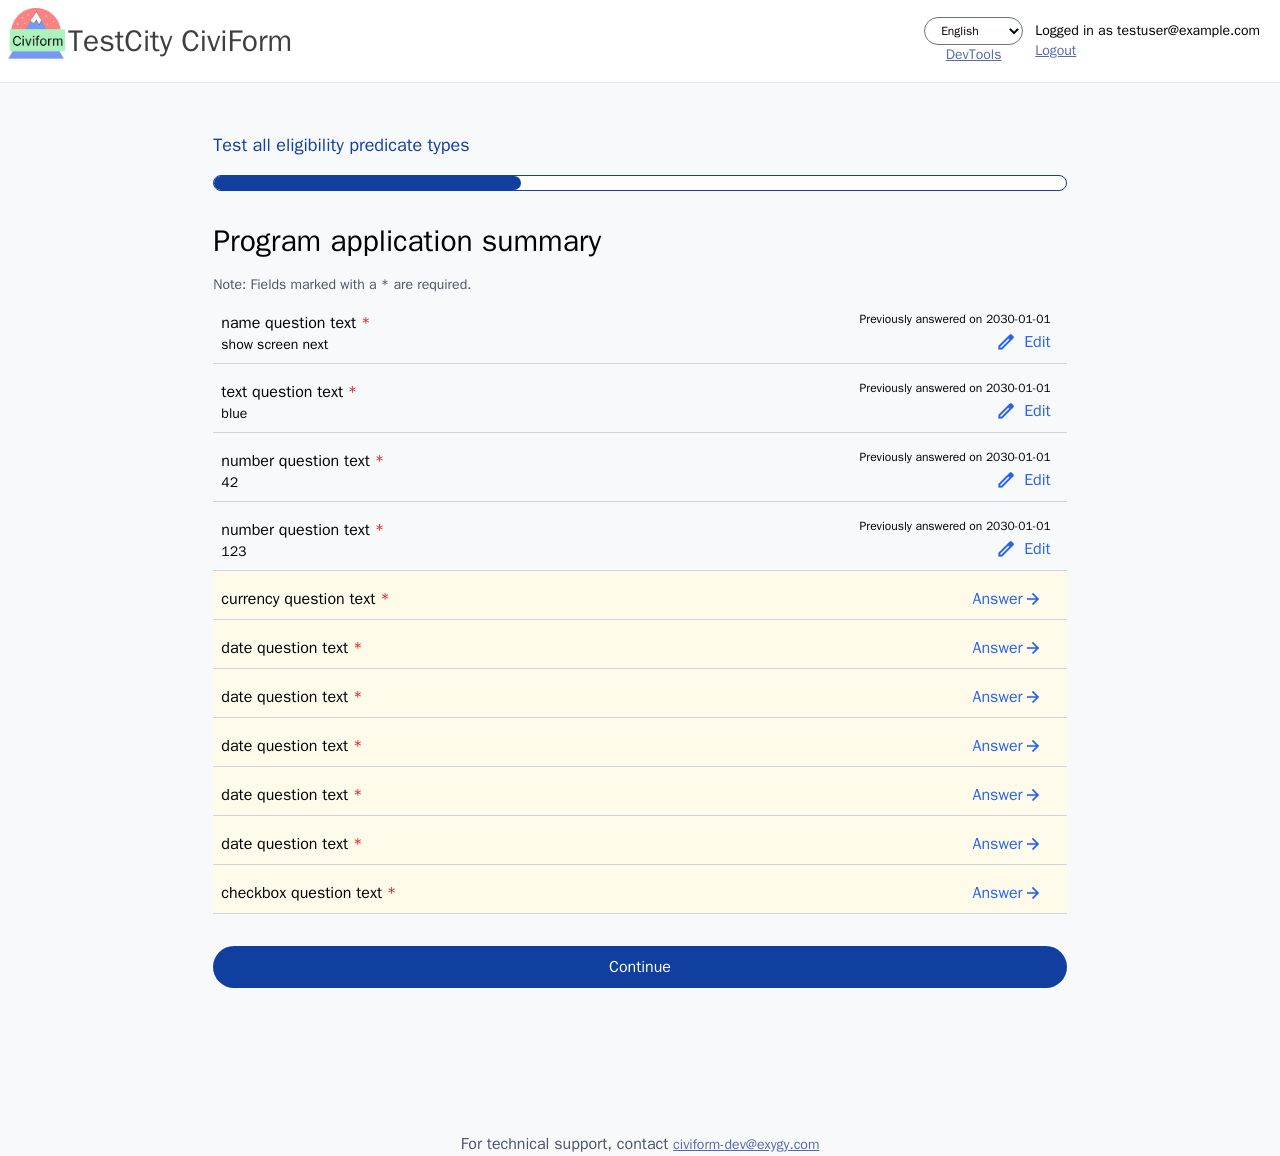 Civiform
TestCity CiviForm
English
DevTools
Logged in as testuser@example.com
Logout
Test all eligibility predicate types
Program application summary
Note: Fields marked with a * are required.
name question text *
show screen next
Previously answered on 2030-01-01
Edit
text question text *
blue
Previously answered on 2030-01-01
Edit
number question text *
42
Previously answered on 2030-01-01
Edit
number question text *
123
Previously answered on 2030-01-01
Edit
currency question text *
Answer
date question text *
Answer
date question text *
Answer
date question text *
Answer
date question text *
Answer
date question text *
Answer
checkbox question text *
Answer
Continue
For technical support, contact civiform-dev@exygy.com